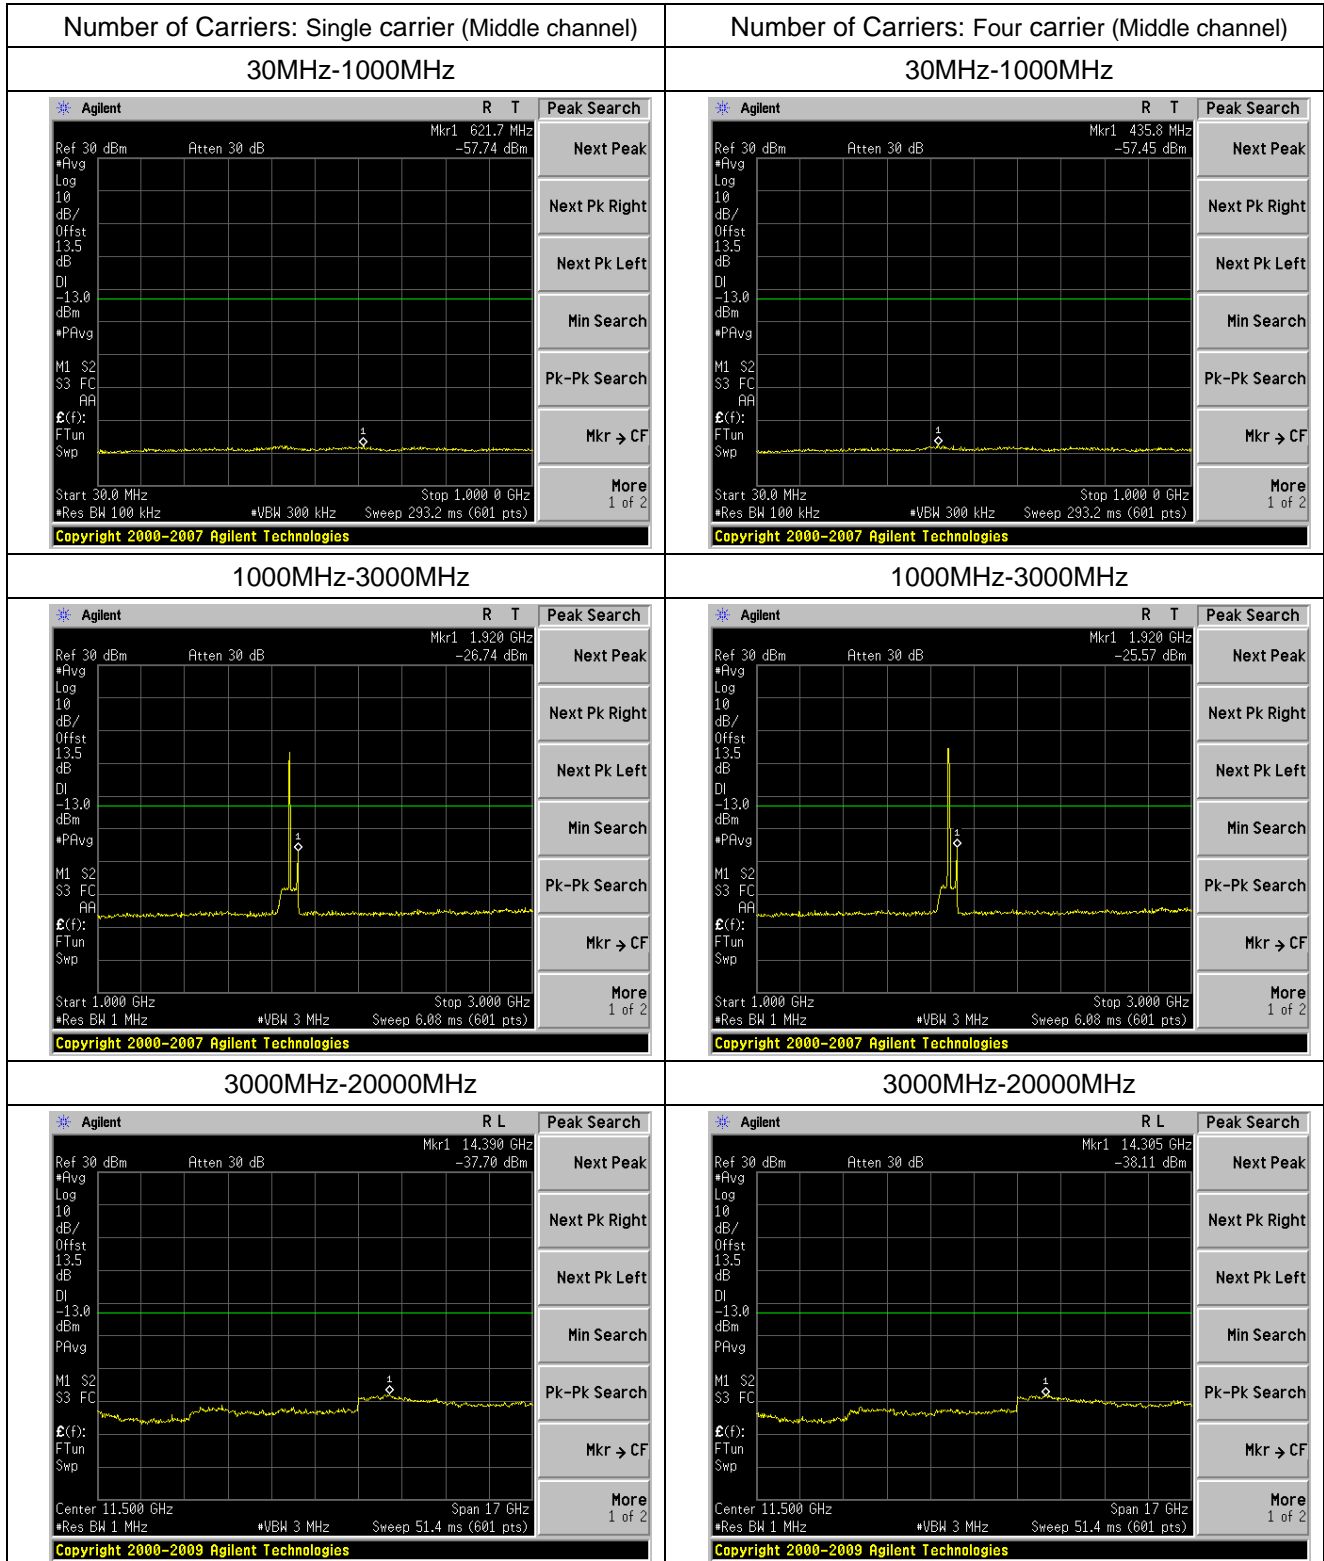 Number of Carriers: Single carrier (Middle channel)
Number of Carriers: Four carrier (Middle channel)
30MHz-1000MHz
30MHz-1000MHz
Agilent R T Peak Search
Mkr1 621.7 MHz
Ref 30 dBm Atten 30 dB -57.74 dBm
#Avg
Log
10
dB/
Offst
13.5
dB
DI
-13.0
dBm
#PAvg
M1 S2
S3 FC
AA
£(f):
FTun
Swp
1
Start 30.0 MHz Stop 1.000 0 GHz
#Res BW 100 kHz #VBW 300 kHz Sweep 293.2 ms (601 pts)
Copyright 2000-2007 Agilent Technologies
Next Peak
Next Pk Right
Next Pk Left
Min Search
Pk-Pk Search
Mkr → CF
More
1 of 2
Agilent R T Peak Search
Mkr1 435.8 MHz
Ref 30 dBm Atten 30 dB -57.45 dBm
#Avg
Log
10
dB/
Offst
13.5
dB
DI
-13.0
dBm
#PAvg
M1 S2
S3 FC
AA
£(f):
FTun
Swp
1
Start 30.0 MHz Stop 1.000 0 GHz
#Res BW 100 kHz #VBW 300 kHz Sweep 293.2 ms (601 pts)
Copyright 2000-2007 Agilent Technologies
Next Peak
Next Pk Right
Next Pk Left
Min Search
Pk-Pk Search
Mkr → CF
More
1 of 2
1000MHz-3000MHz
1000MHz-3000MHz
Agilent R T Peak Search
Mkr1 1.920 GHz
Ref 30 dBm Atten 30 dB -26.74 dBm
#Avg
Log
10
dB/
Offst
13.5
dB
DI
-13.0
dBm
#PAvg
M1 S2
S3 FC
AA
£(f):
FTun
Swp
1
Start 1.000 GHz Stop 3.000 GHz
#Res BW 1 MHz #VBW 3 MHz Sweep 6.08 ms (601 pts)
Copyright 2000-2007 Agilent Technologies
Next Peak
Next Pk Right
Next Pk Left
Min Search
Pk-Pk Search
Mkr → CF
More
1 of 2
Agilent R T Peak Search
Mkr1 1.920 GHz
Ref 30 dBm Atten 30 dB -25.57 dBm
#Avg
Log
10
dB/
Offst
13.5
dB
DI
-13.0
dBm
#PAvg
M1 S2
S3 FC
AA
£(f):
FTun
Swp
1
Start 1.000 GHz Stop 3.000 GHz
#Res BW 1 MHz #VBW 3 MHz Sweep 6.08 ms (601 pts)
Copyright 2000-2007 Agilent Technologies
Next Peak
Next Pk Right
Next Pk Left
Min Search
Pk-Pk Search
Mkr → CF
More
1 of 2
3000MHz-20000MHz
3000MHz-20000MHz
Agilent R L Peak Search
Mkr1 14.390 GHz
Ref 30 dBm Atten 30 dB -37.70 dBm
#Avg
Log
10
dB/
Offst
13.5
dB
DI
-13.0
dBm
PAvg
M1 S2
S3 FC
£(f):
FTun
Swp
1
Center 11.500 GHz Span 17 GHz
#Res BW 1 MHz #VBW 3 MHz Sweep 51.4 ms (601 pts)
Copyright 2000-2009 Agilent Technologies
Next Peak
Next Pk Right
Next Pk Left
Min Search
Pk-Pk Search
Mkr → CF
More
1 of 2
Agilent R L Peak Search
Mkr1 14.305 GHz
Ref 30 dBm Atten 30 dB -38.11 dBm
#Avg
Log
10
dB/
Offst
13.5
dB
DI
-13.0
dBm
PAvg
M1 S2
S3 FC
£(f):
FTun
Swp
1
Center 11.500 GHz Span 17 GHz
#Res BW 1 MHz #VBW 3 MHz Sweep 51.4 ms (601 pts)
Copyright 2000-2009 Agilent Technologies
Next Peak
Next Pk Right
Next Pk Left
Min Search
Pk-Pk Search
Mkr → CF
More
1 of 2